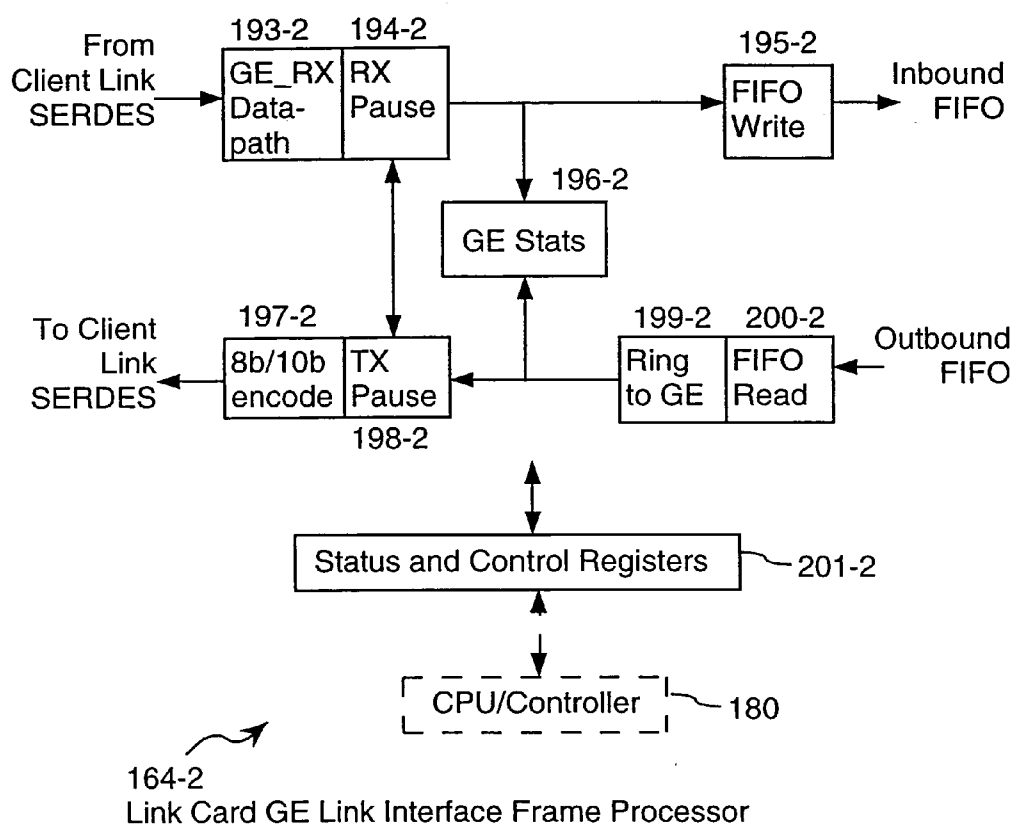 193-2
194-2
195-2
From
Client Link
SERDES
GE_RX
Data-
path
RX
Pause
FIFO
Write
Inbound
FIFO
196-2
GE Stats
To Client
Link
SERDES
197-2
8b/10b
encode
TX
Pause
198-2
199-2
200-2
Ring
to GE
FIFO
Read
Outbound
FIFO
Status and Control Registers
201-2
CPU/Controller
180
164-2
Link Card GE Link Interface Frame Processor